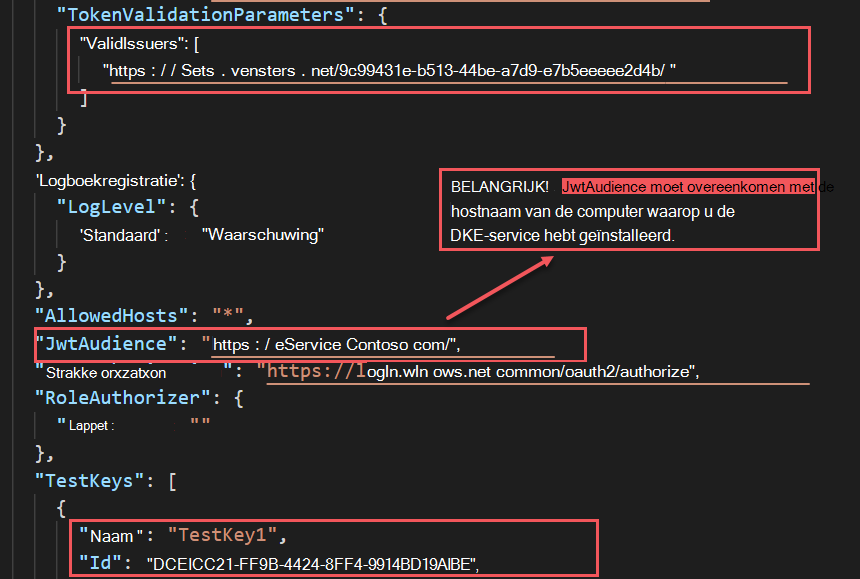 "TokenValidationParameters": {
"ValidIssuers": [
"https : / / Sets . vensters . net/9c99431e-b513-44be-a7d9-e7b5eeeee2d4b/ "
]
}
},
'Logboekregistratie': {
"LogLevel": {
'Standaard' : "Waarschuwing"
}
},
BELANGRIJK! JwtAudience moet overeenkomen met de
hostnaam van de computer waarop u de
DKE-service hebt geïnstalleerd.
"AllowedHosts": "*",
"JwtAudience": "https : / eService Contoso com/",
"Strakke orxzatxon ": "https://logln.wln ows.net common/oauth2/authorize",
"RoleAuthorizer": {
"Lappet : ""
},
"TestKeys": [
{
"Naam ": "TestKey1",
"Id": "DCEICC21-FF9B-4424-8FF4-9914BD19AIBE",